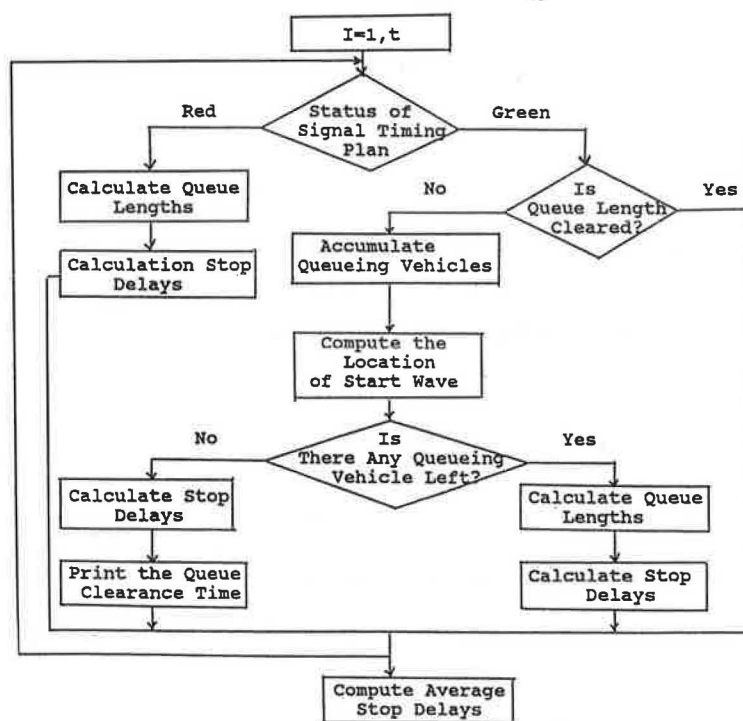 I=1,t
Status of
Signal Timing
Plan
Red
Green
Calculate Queue
Lengths
Calculation Stop
Delays
Is
Queue Length
Cleared?
No
Yes
Accumulate
Queueing Vehicles
Compute the
Location
of Start Wave
Is
There Any Queueing
Vehicle Left?
No
Yes
Calculate Stop
Delays
Print the Queue
Clearance Time
Calculate Queue
Lengths
Calculate Stop
Delays
Compute Average
Stop Delays